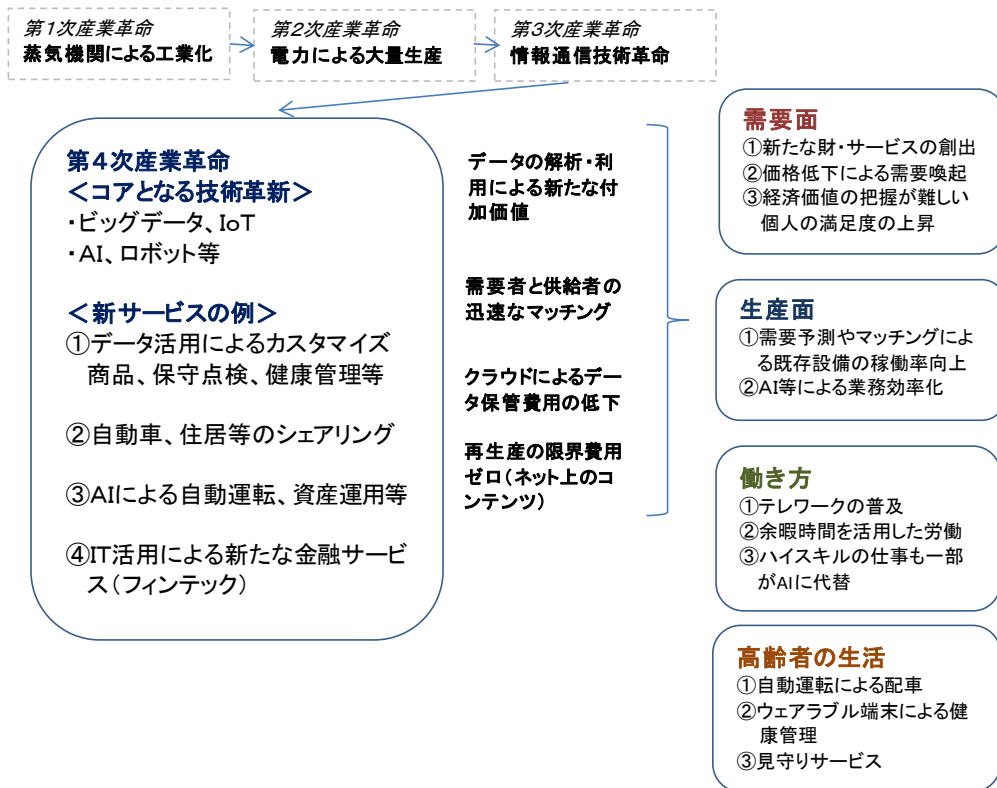 第1次産業革命
蒸気機関による工業化
第2次産業革命
電力による大量生産
第3次産業革命
情報通信技術革命
第4次産業革命
＜コアとなる技術革新＞
・ビッグデータ、IoT
・AI、ロボット等
＜新サービスの例＞
①データ活用によるカスタマイズ
商品、保守点検、健康管理等
②自動車、住居等のシェアリング
③AIによる自動運転、資産運用等
④IT活用による新たな金融サービ
ス（フィンテック）
データの解析・利
用による新たな付
加価値
需要者と供給者の
迅速なマッチング
クラウドによるデー
タ保管費用の低下
再生産の限界費用
ゼロ（ネット上のコ
ンテンツ）
需要面
①新たな財・サービスの創出
②価格低下による需要喚起
③経済価値の把握が難しい
個人の満足度の上昇
生産面
①需要予測やマッチングによ
る既存設備の稼働率向上
②AI等による業務効率化
働き方
①テレワークの普及
②余暇時間を活用した労働
③ハイスキルの仕事も一部
がAIに代替
高齢者の生活
①自動運転による配車
②ウェアラブル端末による健
康管理
③見守りサービス